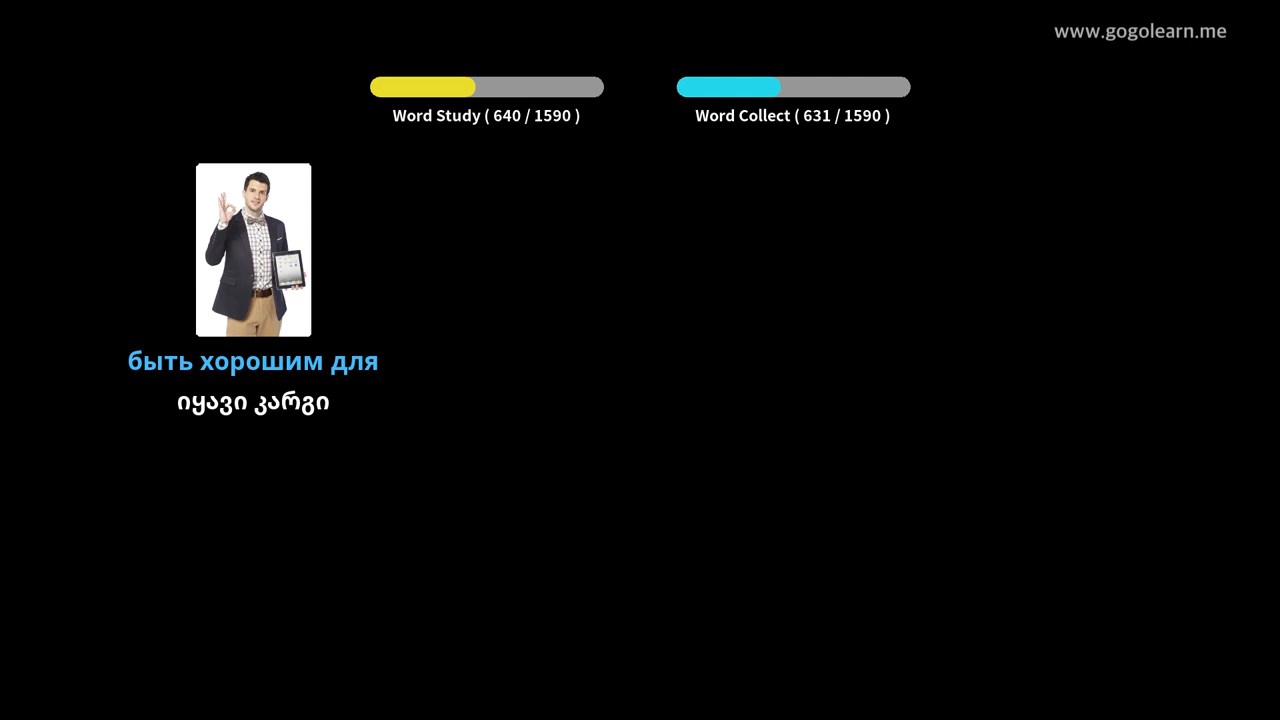 www.gogolearn.me
Word Study ( 640 / 1590 )
Word Collect ( 631 / 1590 )
быть хорошим для
იყავი კარგი